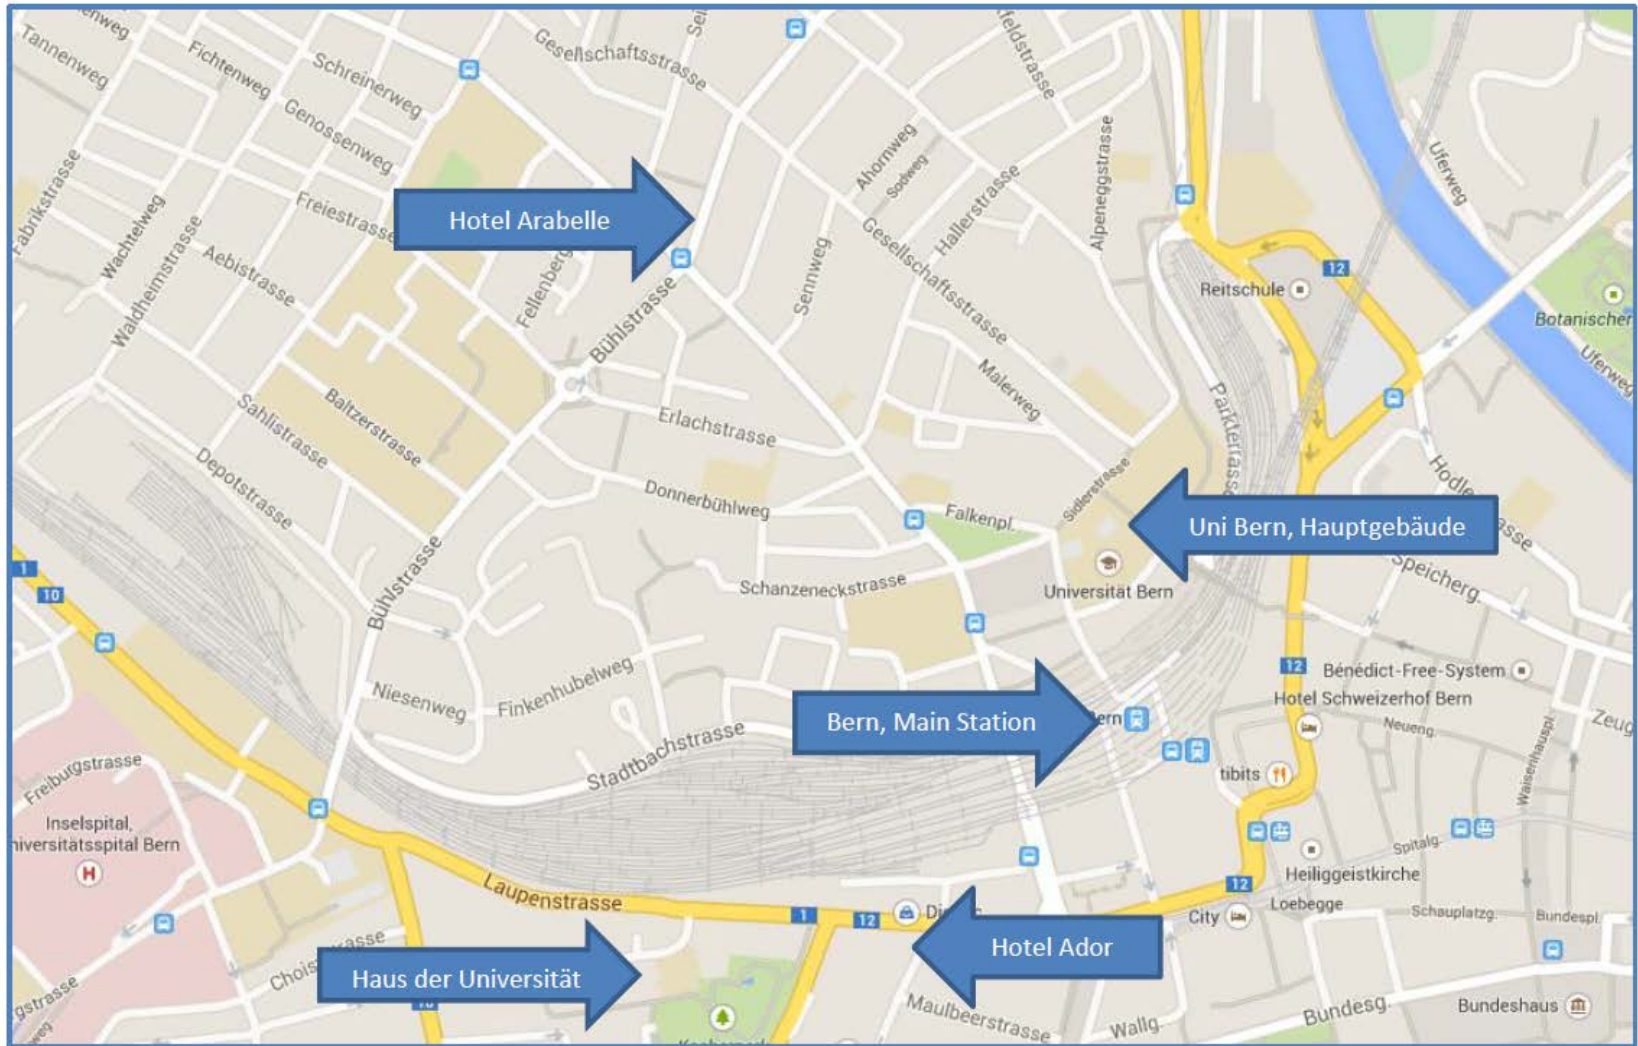 Tannenweg
Fichtenweg
Schreinerweg
Genossenweg
Gesellschaftsstrasse
Fabrikstrasse
Wachtelweg
Waldheimstrasse
Freiestrasse
Aebistrasse
Hotel Arabelle
Bühlstrasse
Sennweg
Ahornweg
Sodweg
Hallerstrasse
Gesellschaftsstrasse
Alpeneggstrasse
Uferweg
12
Reitschule
Botanischer
Uferweg
Malerweg
Parkterrasse
Baltzerstrasse
Sahlistrasse
Depotstrasse
Erlachstrasse
Donnerbühlweg
Falkenpl.
Sidlerstrasse
Uni Bern, Hauptgebäude
Speicherg.
Universität Bern
Schanzeneckstrasse
Bühlstrasse
1
10
Niesenweg
Finkenhubelweg
Stadtbachstrasse
Bern, Main Station
12
Bénédict-Free-System
Hotel Schweizerhof Bern
Neueng.
Waisenhauspl.
Zeug
tibits
Freiburgstrasse
Inselspital,
niversitätsspital Bern
H
Spitalg.
Heiliggeistkirche
Laupenstrasse
1
12
12
City
Loebegge
Schauplatzg.
Bundespl.
Hotel Ador
Haus der Universität
Maulbeerstrasse
Wallg.
Bundesg.
Bundeshaus